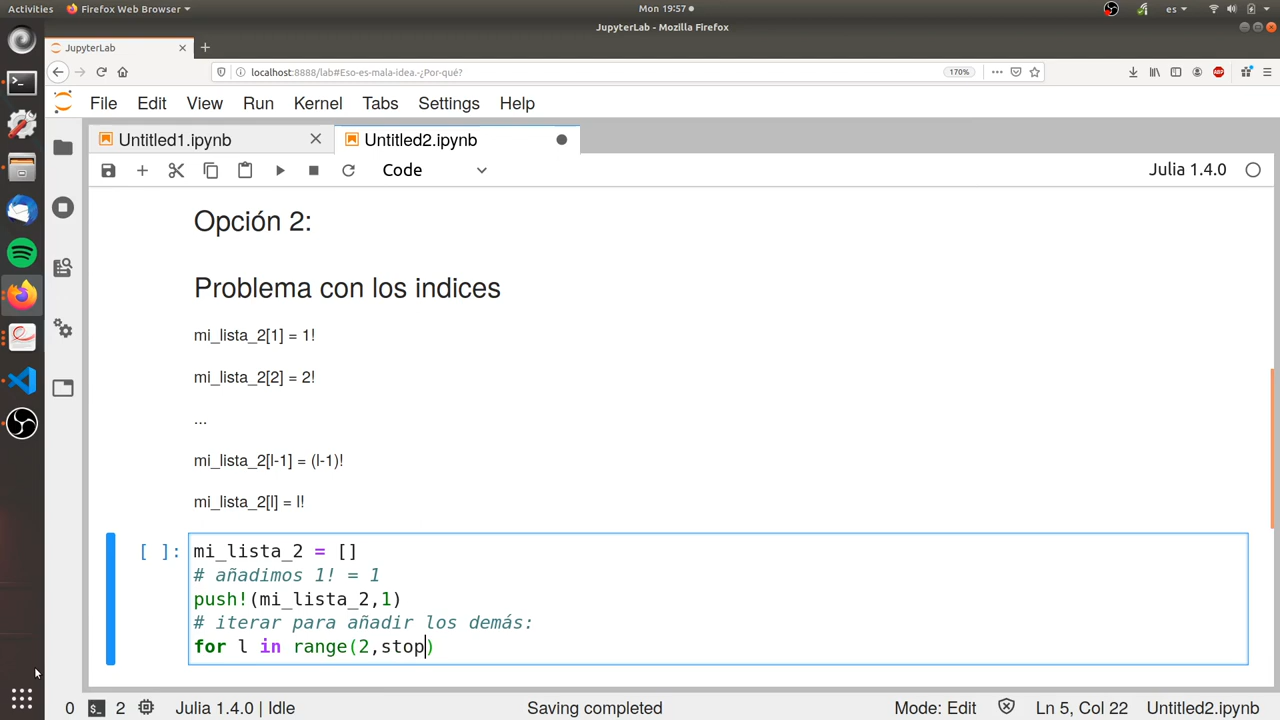 Activities Firefox Web Browser Mon 19:57 es
JupyterLab - Mozilla Firefox
JupyterLab
localhost:8888/lab#Eso-es-mala-idea.-¿Por-qué? 170% ABP
File Edit View Run Kernel Tabs Settings Help
Untitled1.ipynb Untitled2.ipynb
Code Julia 1.4.0
Opción 2:
Problema con los indices
mi_lista_2[1] = 1!
mi_lista_2[2] = 2!
...
mi_lista_2[l-1] = (l-1)!
mi_lista_2[l] = l!
[ ]: mi_lista_2 = []
# añadimos 1! = 1
push!(mi_lista_2,1)
# iterar para añadir los demás:
for l in range(2,stop)
0 2 Julia 1.4.0 | Idle Saving completed Mode: Edit Ln 5, Col 22 Untitled2.ipynb